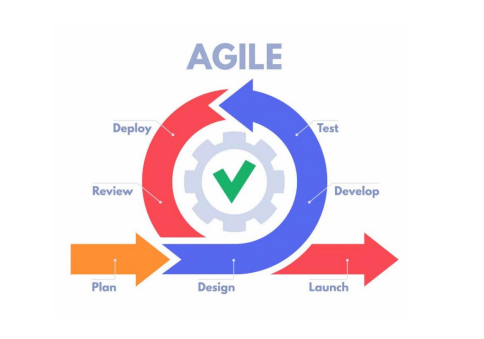 AGILE
Deploy
Test
Review
Develop
Plan
Design
Launch